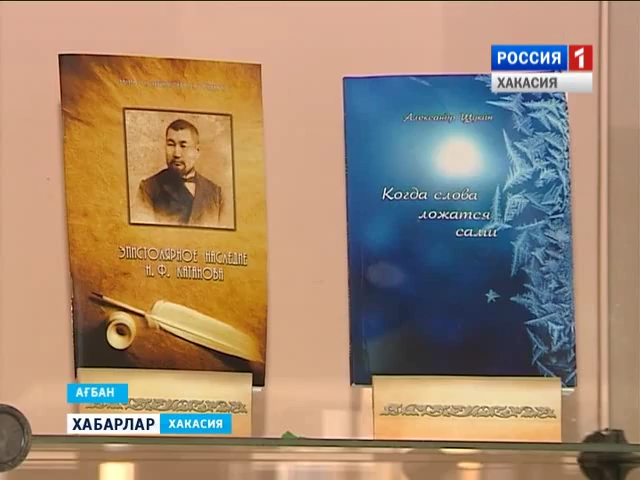 РОССИЯ 1
ХАКАСИЯ
ЭПИСТОЛЯРНОЕ НАСЛЕДИЕ
Н. Ф. КАТАНОВА
Александр Щукин
Когда слова
ложатся
сами
АҒБАН
ХАБАРЛАР ХАКАСИЯ